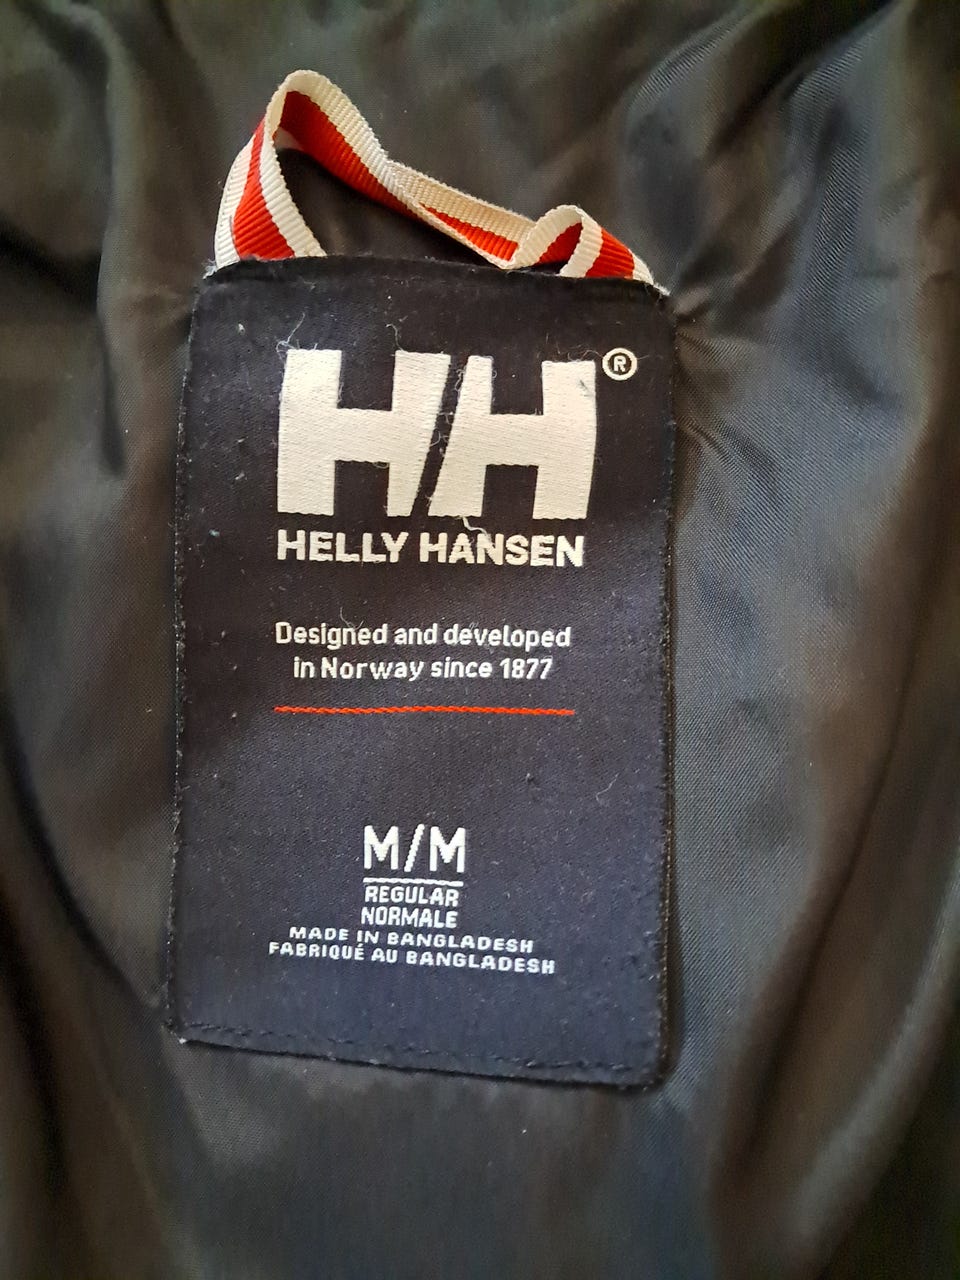 HH®
HELLY HANSEN
Designed and developed
in Norway since 1877
M/M
REGULAR
NORMALE
MADE IN BANGLADESH
FABRIQUÉ AU BANGLADESH